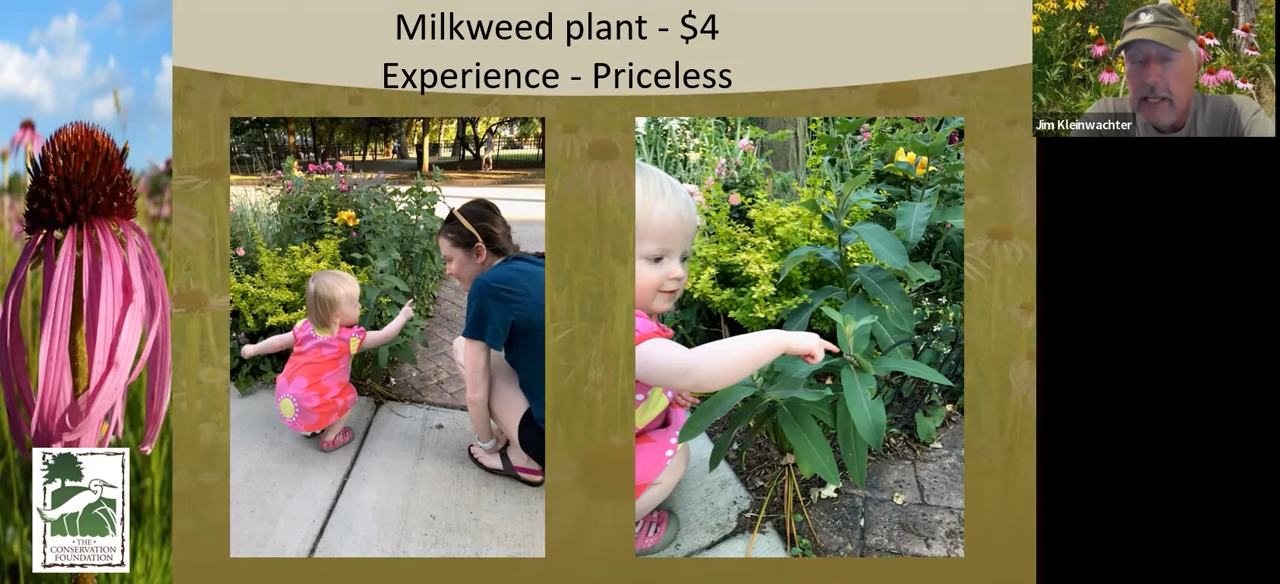 Milkweed plant - $4
Experience - Priceless
Jim Kleinwachter
• THE •
CONSERVATION
FOUNDATION